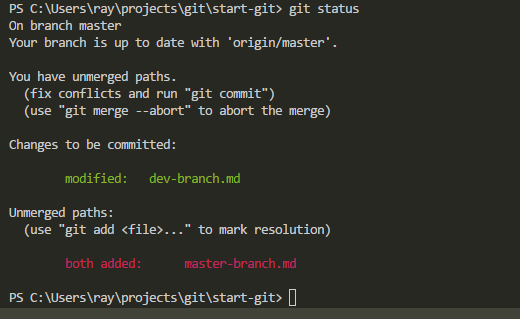 PS C:\Users\ray\projects\git\start-git> git status
On branch master
Your branch is up to date with 'origin/master'.
You have unmerged paths.
(fix conflicts and run "git commit")
(use "git merge --abort" to abort the merge)
Changes to be committed:
modified:   dev-branch.md
Unmerged paths:
(use "git add <file>..." to mark resolution)
both added:      master-branch.md
PS C:\Users\ray\projects\git\start-git>